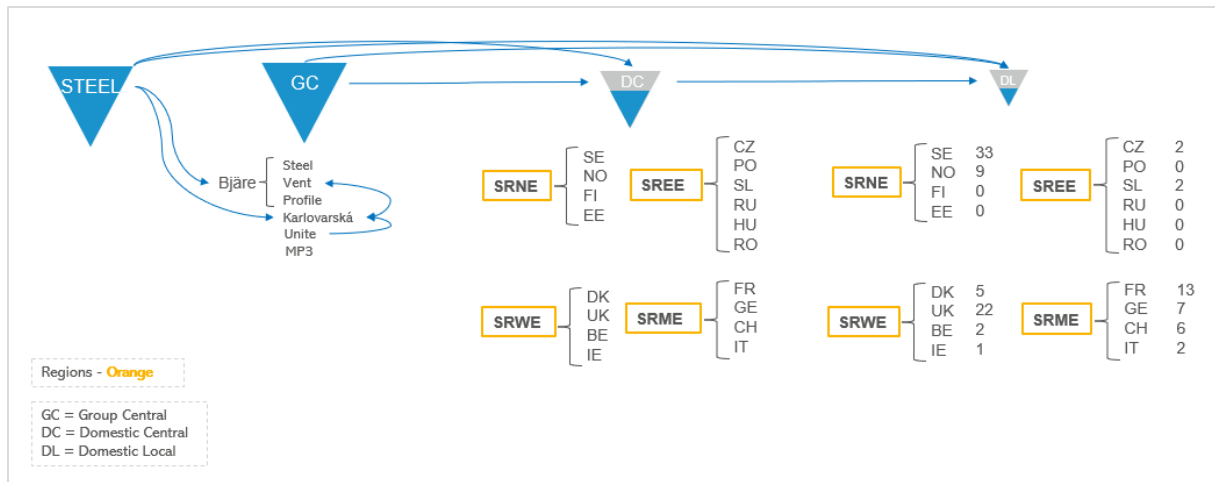 STEEL
GC
DC
DL
Bjäre
Steel
Vent
Profile
Karlovarská
Unite
MP3
SRNE
SE
NO
FI
EE
SREE
CZ
PO
SL
RU
HU
RO
SRWE
DK
UK
BE
IE
SRME
FR
GE
CH
IT
SRNE
SE 33
NO 9
FI 0
EE 0
SREE
CZ 2
PO 0
SL 2
RU 0
HU 0
RO 0
SRWE
DK 5
UK 22
BE 2
IE 1
SRME
FR 13
GE 7
CH 6
IT 2
Regions - Orange
GC = Group Central
DC = Domestic Central
DL = Domestic Local